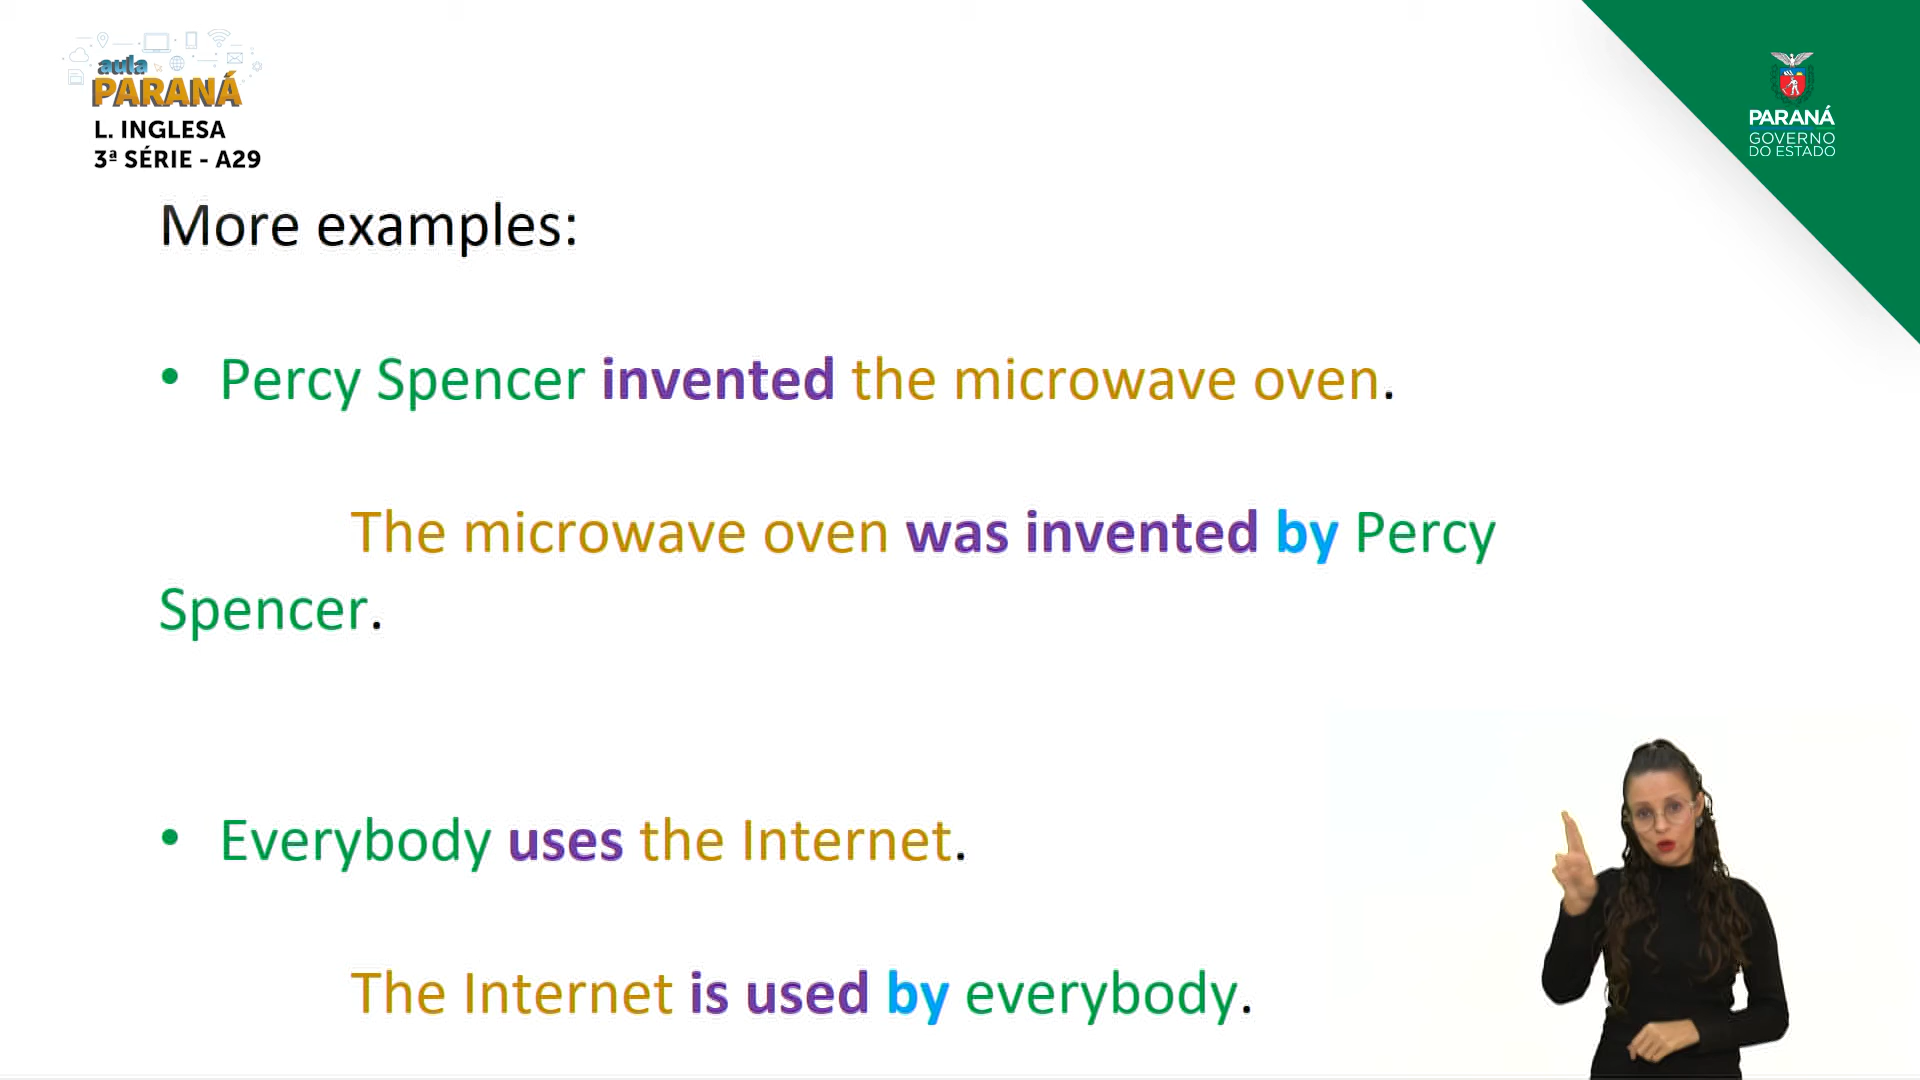 aula
PARANÁ
L. INGLESA
3ª SÉRIE - A29
PARANÁ
GOVERNO
DO ESTADO
More examples:
• Percy Spencer invented the microwave oven.
The microwave oven was invented by Percy
Spencer.
• Everybody uses the Internet.
The Internet is used by everybody.